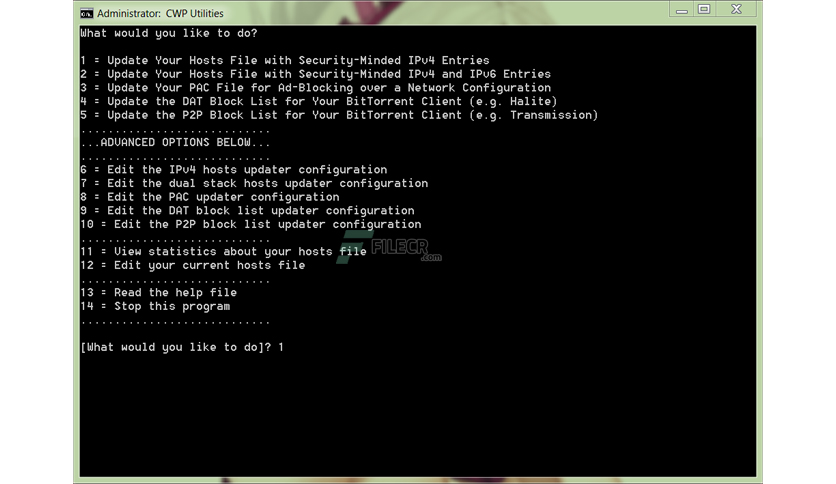 Administrator: CWP Utilities
What would you like to do?
1 = Update Your Hosts File with Security-Minded IPv4 Entries
2 = Update Your Hosts File with Security-Minded IPv4 and IPv6 Entries
3 = Update Your PAC File for Ad-Blocking over a Network Configuration
4 = Update the DAT Block List for Your BitTorrent Client (e.g. Halite)
5 = Update the P2P Block List for Your BitTorrent Client (e.g. Transmission)
............................
...ADVANCED OPTIONS BELOW...
............................
6 = Edit the IPv4 hosts updater configuration
7 = Edit the dual stack hosts updater configuration
8 = Edit the PAC updater configuration
9 = Edit the DAT block list updater configuration
10 = Edit the P2P block list updater configuration
............................
11 = View statistics about your hosts file
12 = Edit your current hosts file
............................
13 = Read the help file
14 = Stop this program
............................
[What would you like to do]? 1
FILECR
.com